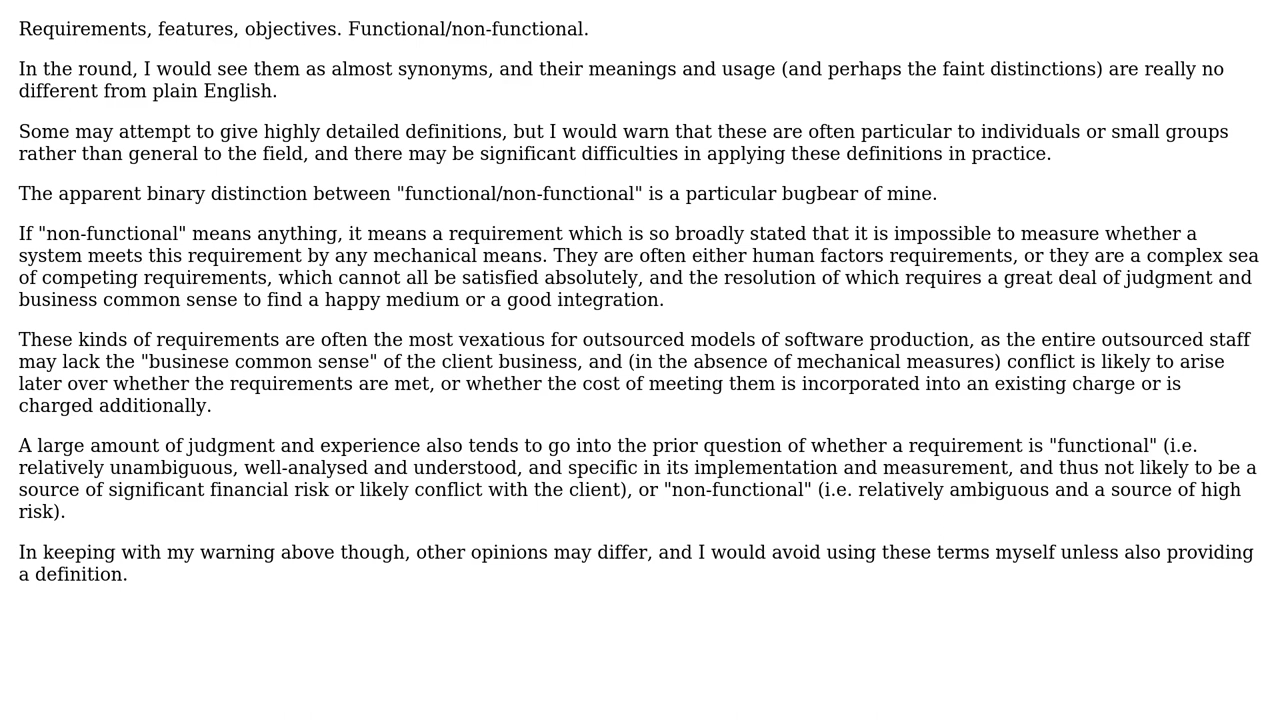 Requirements, features, objectives. Functional/non-functional.
In the round, I would see them as almost synonyms, and their meanings and usage (and perhaps the faint distinctions) are really no
different from plain English.
Some may attempt to give highly detailed definitions, but I would warn that these are often particular to individuals or small groups
rather than general to the field, and there may be significant difficulties in applying these definitions in practice.
The apparent binary distinction between "functional/non-functional" is a particular bugbear of mine.
If "non-functional" means anything, it means a requirement which is so broadly stated that it is impossible to measure whether a
system meets this requirement by any mechanical means. They are often either human factors requirements, or they are a complex sea
of competing requirements, which cannot all be satisfied absolutely, and the resolution of which requires a great deal of judgment and
business common sense to find a happy medium or a good integration.
These kinds of requirements are often the most vexatious for outsourced models of software production, as the entire outsourced staff
may lack the "businese common sense" of the client business, and (in the absence of mechanical measures) conflict is likely to arise
later over whether the requirements are met, or whether the cost of meeting them is incorporated into an existing charge or is
charged additionally.
A large amount of judgment and experience also tends to go into the prior question of whether a requirement is "functional" (i.e.
relatively unambiguous, well-analysed and understood, and specific in its implementation and measurement, and thus not likely to be a
source of significant financial risk or likely conflict with the client), or "non-functional" (i.e. relatively ambiguous and a source of high
risk).
In keeping with my warning above though, other opinions may differ, and I would avoid using these terms myself unless also providing
a definition.